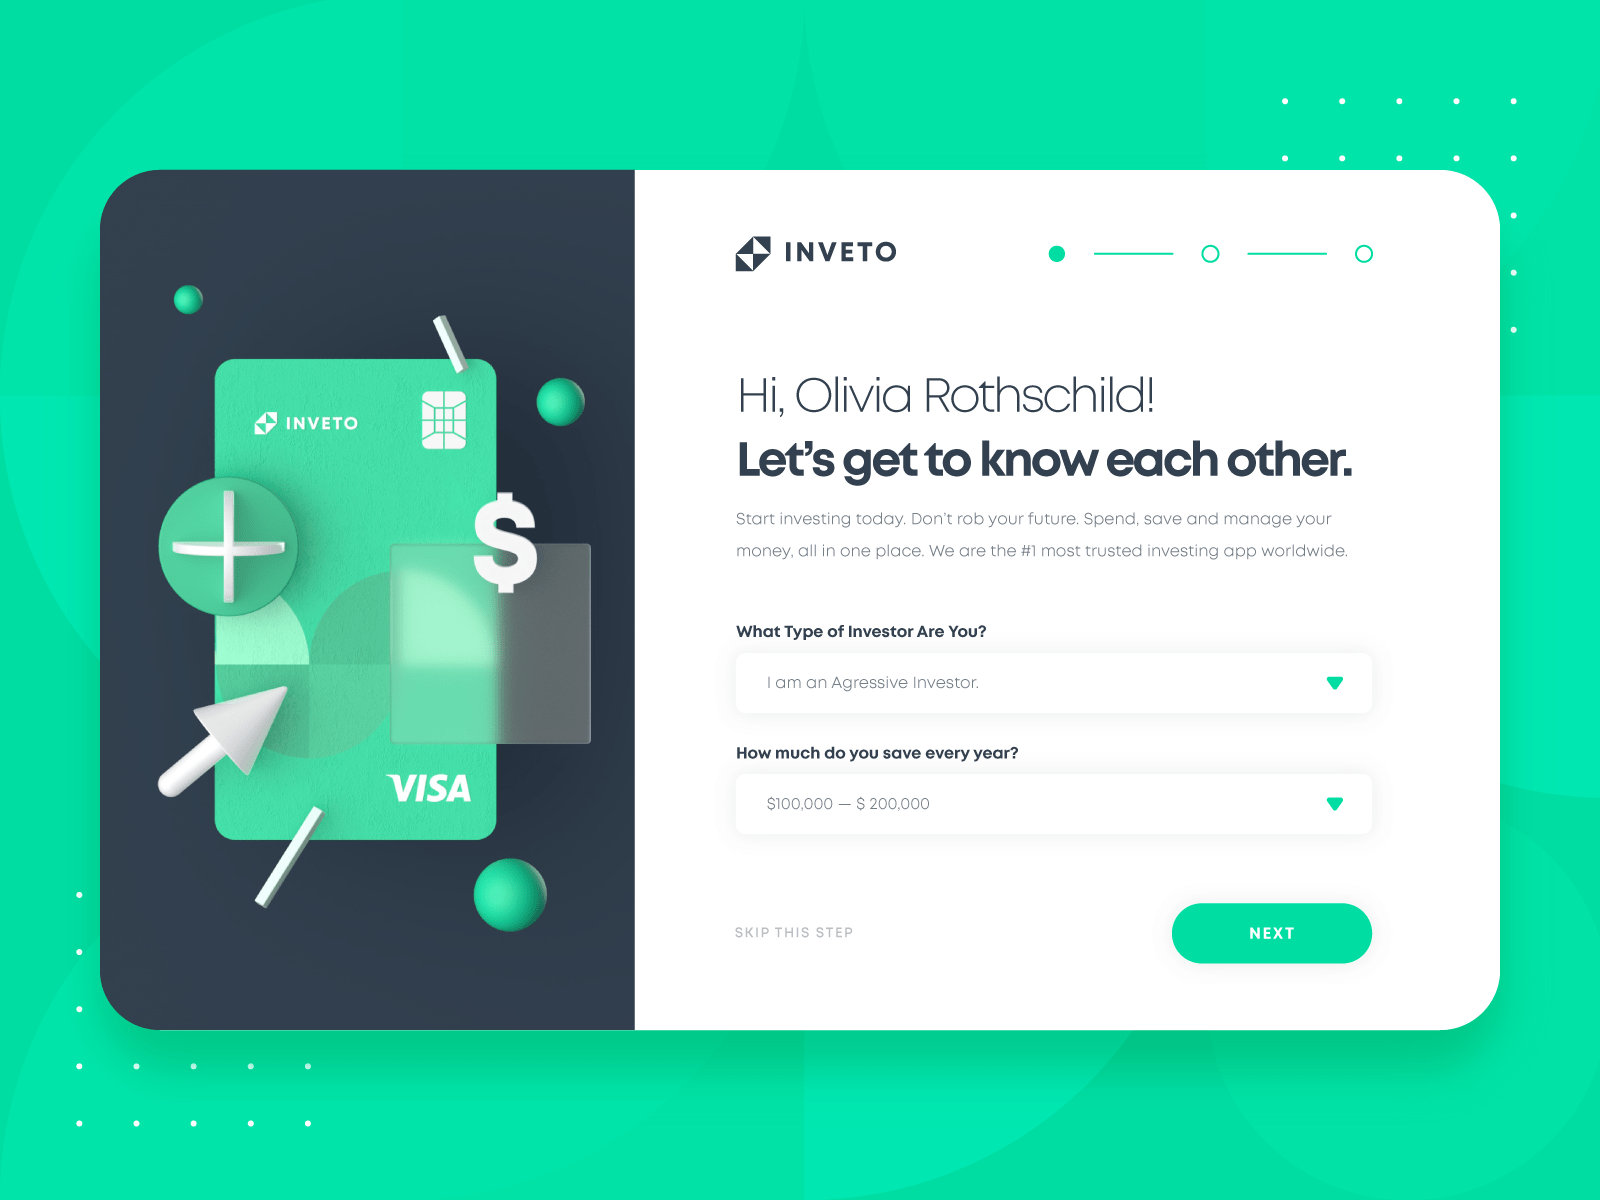 INVETO
$
VISA
INVETO
Hi, Olivia Rothschild!
Let’s get to know each other.
Start investing today. Don’t rob your future. Spend, save and manage your
money, all in one place. We are the #1 most trusted investing app worldwide.
What Type of Investor Are You?
I am an Agressive Investor.
How much do you save every year?
$100,000 — $ 200,000
SKIP THIS STEP
NEXT